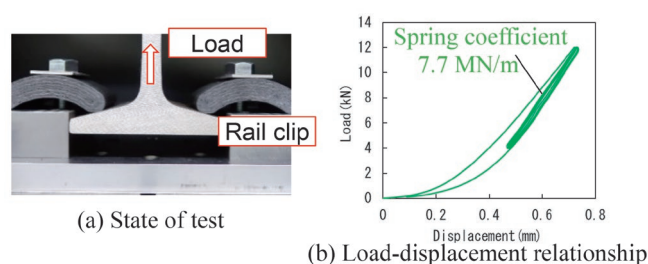 Load
Rail clip
(a) State of test
Spring coefficient
7.7 MN/m
Load(kN)
14
12
10
8
6
4
2
0
0
0.2
0.4
0.6
0.8
Displacement(mm)
(b) Load-displacement relationship